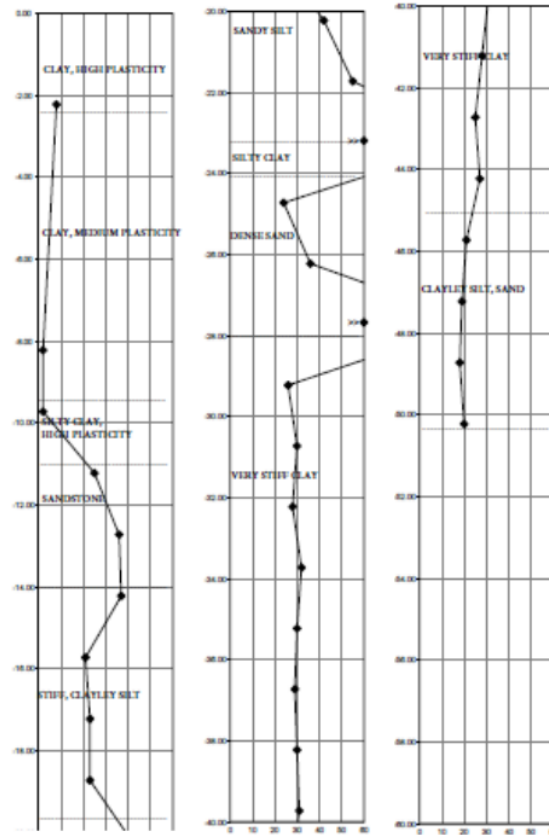 0.00
CLAY, HIGH PLASTICITY
-2.00
-4.00
CLAY, MEDIUM PLASTICITY
-6.00
-8.00
SILTY CLAY,
-10.00
HIGH PLASTICITY
SANDSTONE
-12.00
-14.00
-16.00
STIFF, CLAYLEY SILT
-18.00
-20.00
SANDY SILT
-22.00
>>
SILTY CLAY
-24.00
DENSE SAND
-26.00
>>
-28.00
-30.00
VERY STIFF CLAY
-32.00
-34.00
-36.00
-38.00
-40.00
0 10 20 30 40 50 60
-40.00
VERY STIFF CLAY
-42.00
-44.00
-46.00
CLAYLEY SILT, SAND
-48.00
-50.00
-52.00
-54.00
-56.00
-58.00
-60.00
0 10 20 30 40 50 60